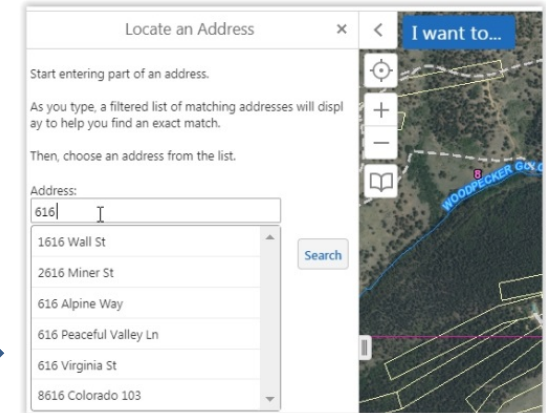 Locate an Address
I want to...
Start entering part of an address.
As you type, a filtered list of matching addresses will displ
ay to help you find an exact match.
Then, choose an address from the list.
Address:
616
1616 Wall St
2616 Miner St
616 Alpine Way
616 Peaceful Valley Ln
616 Virginia St
8616 Colorado 103
Search
8
WOODPECKER